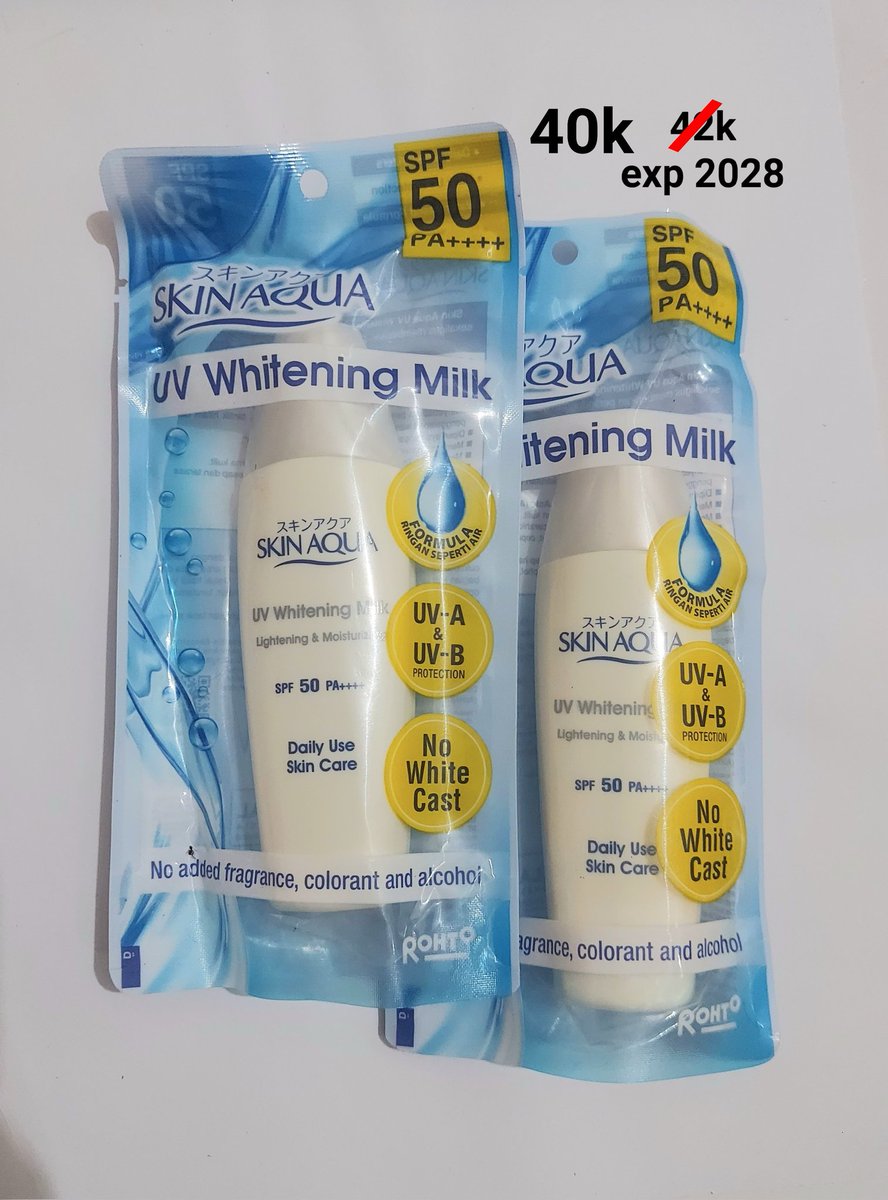 40k 42k
exp 2028
SPF
50
PA++++
スキンアクア
SKIN AQUA
UV Whitening Milk
FORMULA
RINGAN SEPERTI AIR
スキンアクア
SKIN AQUA
UV Whitening Milk
Lightening & Moisturizing
SPF 50 PA++++
Daily Use
Skin Care
UV-A
&
UV-B
PROTECTION
No
White
Cast
No added fragrance, colorant and alcohol
ROHTO
SPF
50
PA++++
アクア
AQUA
itening Milk
FORMULA
RINGAN SEPERTI AIR
スキンアクア
SKIN AQUA
UV Whitening
Lightening & Moistu
SPF 50 PA++++
Daily Use
Skin Care
UV-A
&
UV-B
PROTECTION
No
White
Cast
agrance, colorant and alcohol
ROHTO